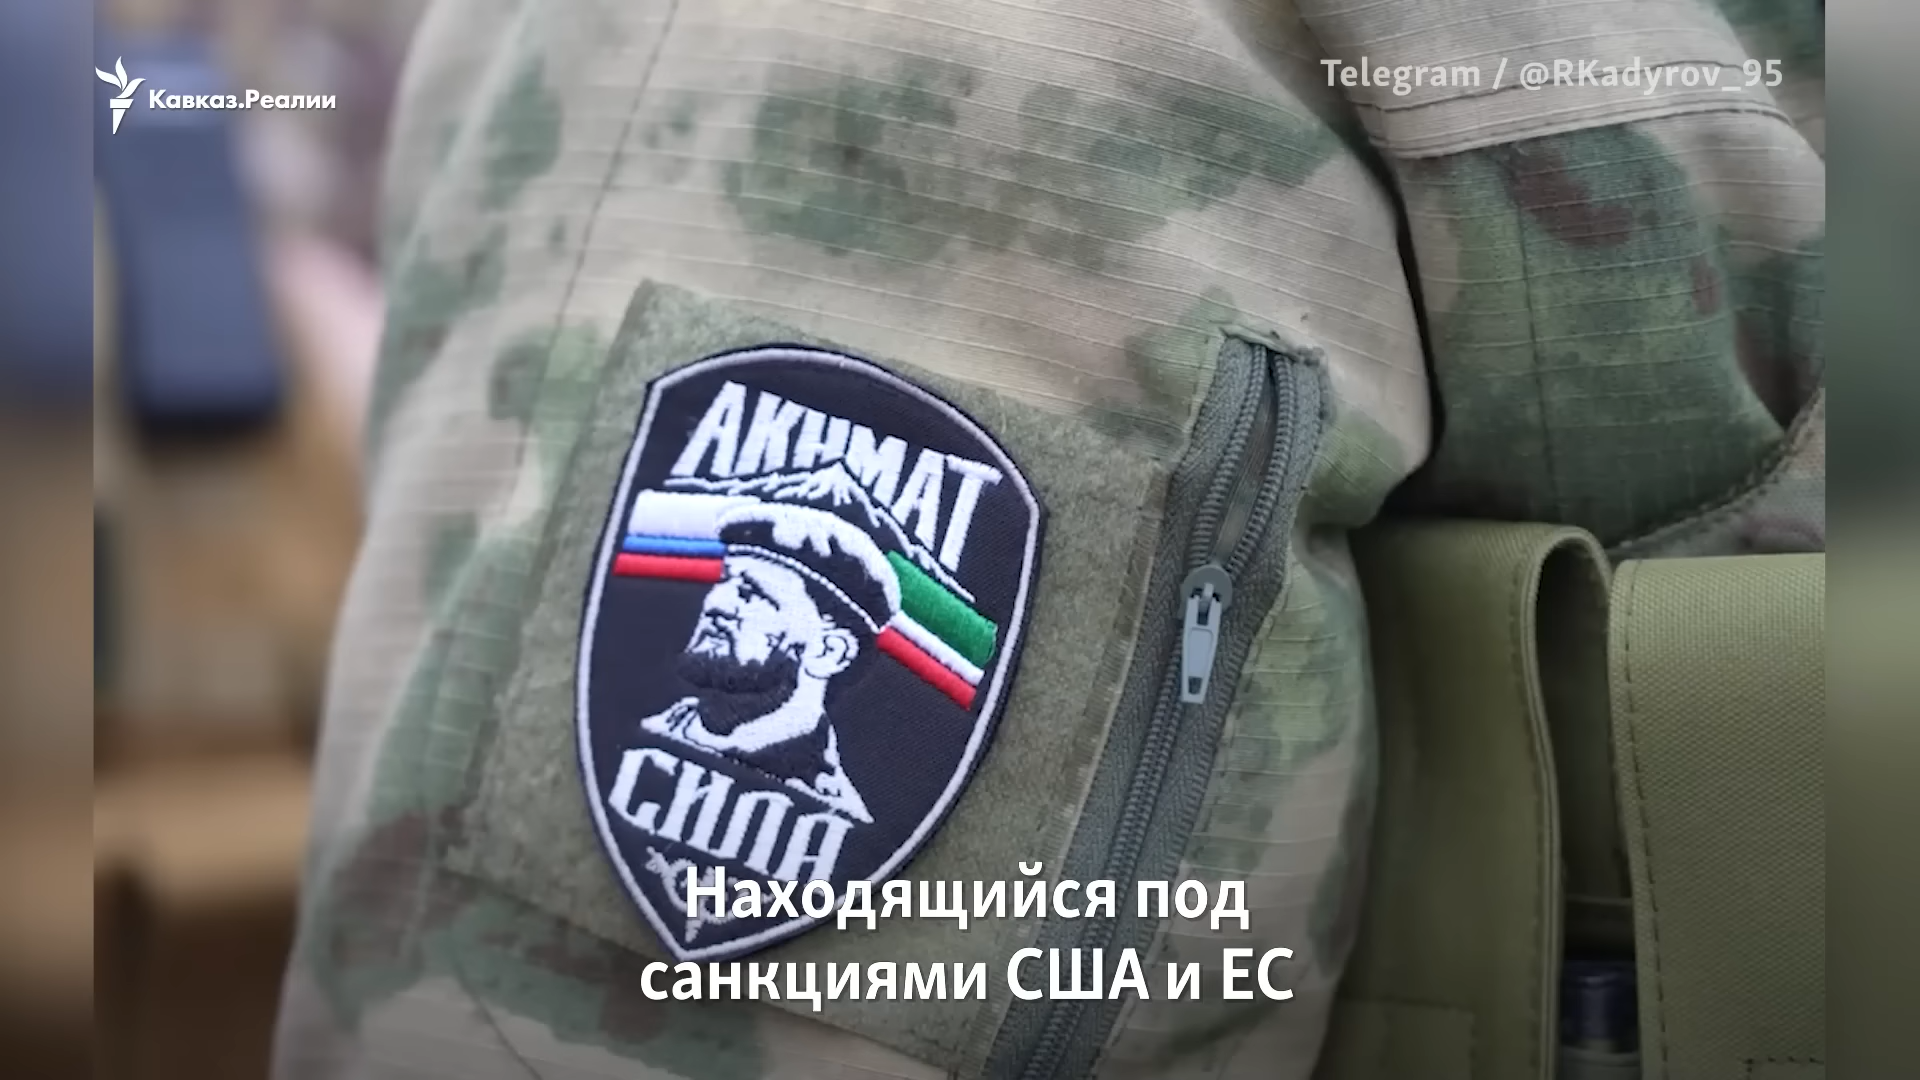 Кавказ.Реалии
Telegram / @RKadyrov_95
АХМАТ
СИЛА
Находящийся под
санкциями США и ЕС